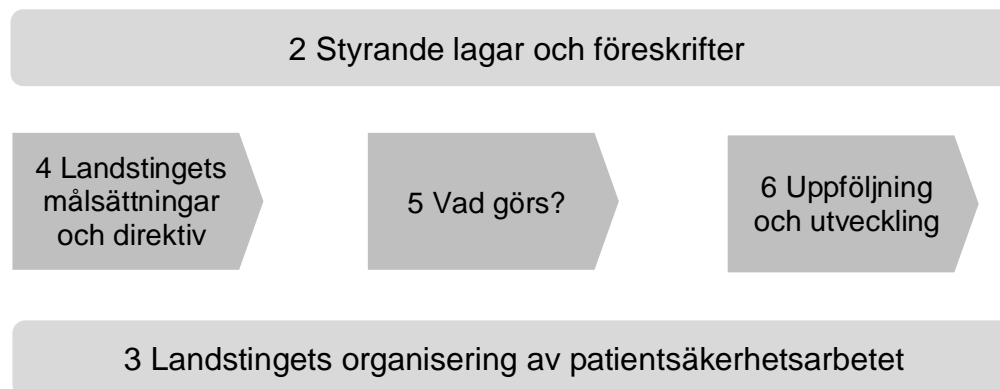 2 Styrande lagar och föreskrifter
4 Landstingets
målsättningar
och direktiv
5 Vad görs?
6 Uppföljning
och utveckling
3 Landstingets organisering av patientsäkerhetsarbetet